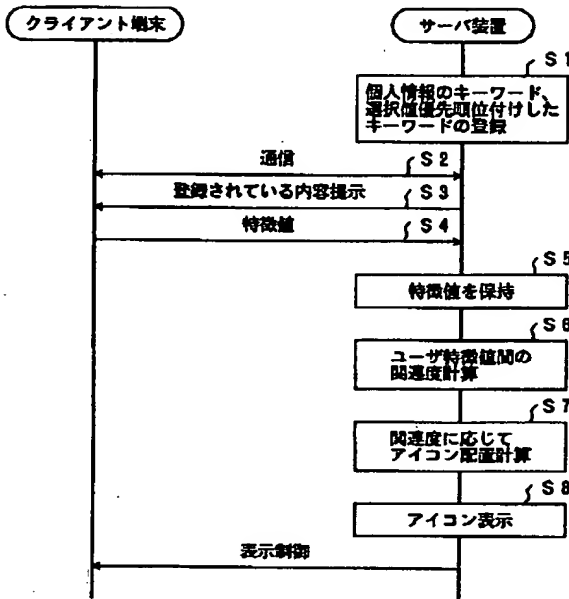 クライアント端末
サーバ装置
S1
個人情報のキーワード、
選択値優先順位付けした
キーワードの登録
通信
S2
登録されている内容提示
S3
特徴値
S4
S5
特徴値を保持
S6
ユーザ特徴値間の
関連度計算
S7
関連度に応じて
アイコン配置計算
S8
アイコン表示
表示制御